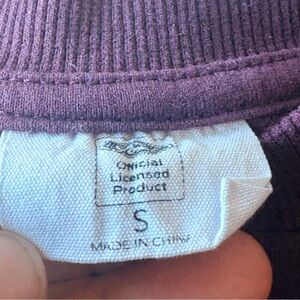 Official
Licensed
Product
S
MADE IN CHINA